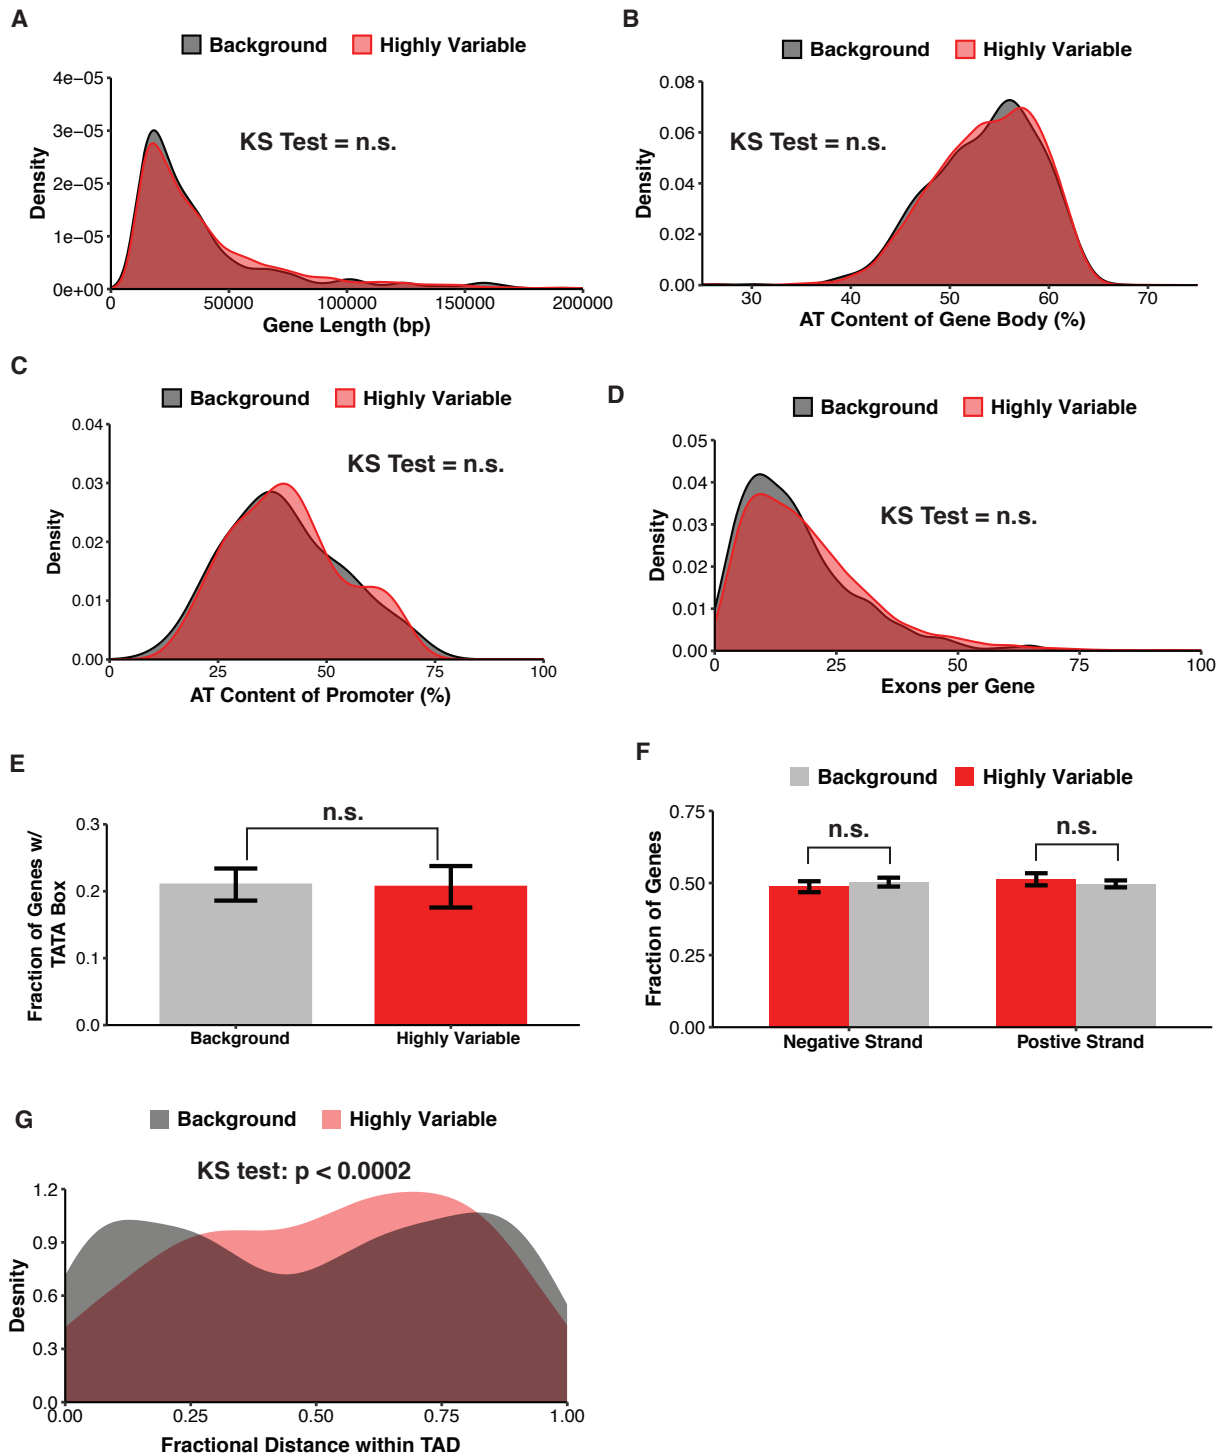 A
Background Highly Variable
KS Test = n.s.
Density
4e−05
3e−05
2e−05
1e−05
0e+00
0 50000 100000 150000 200000
Gene Length (bp)
B
Background Highly Variable
KS Test = n.s.
Density
0.08
0.06
0.04
0.02
0.00
30 40 50 60 70
AT Content of Gene Body (%)
C
Background Highly Variable
KS Test = n.s.
Density
0.04
0.03
0.02
0.01
0.00
0 25 50 75 100
AT Content of Promoter (%)
D
Background Highly Variable
KS Test = n.s.
Density
0.05
0.04
0.03
0.02
0.01
0.00
0 25 50 75 100
Exons per Gene
E
n.s.
Fraction of Genes w/
TATA Box
0.3
0.2
0.1
0.0
Background Highly Variable
F
Background Highly Variable
n.s. n.s.
Fraction of Genes
0.75
0.50
0.25
0.00
Negative Strand Postive Strand
G
Background Highly Variable
KS test: p < 0.0002
Desnity
1.2
0.9
0.6
0.3
0.0
0.00 0.25 0.50 0.75 1.00
Fractional Distance within TAD